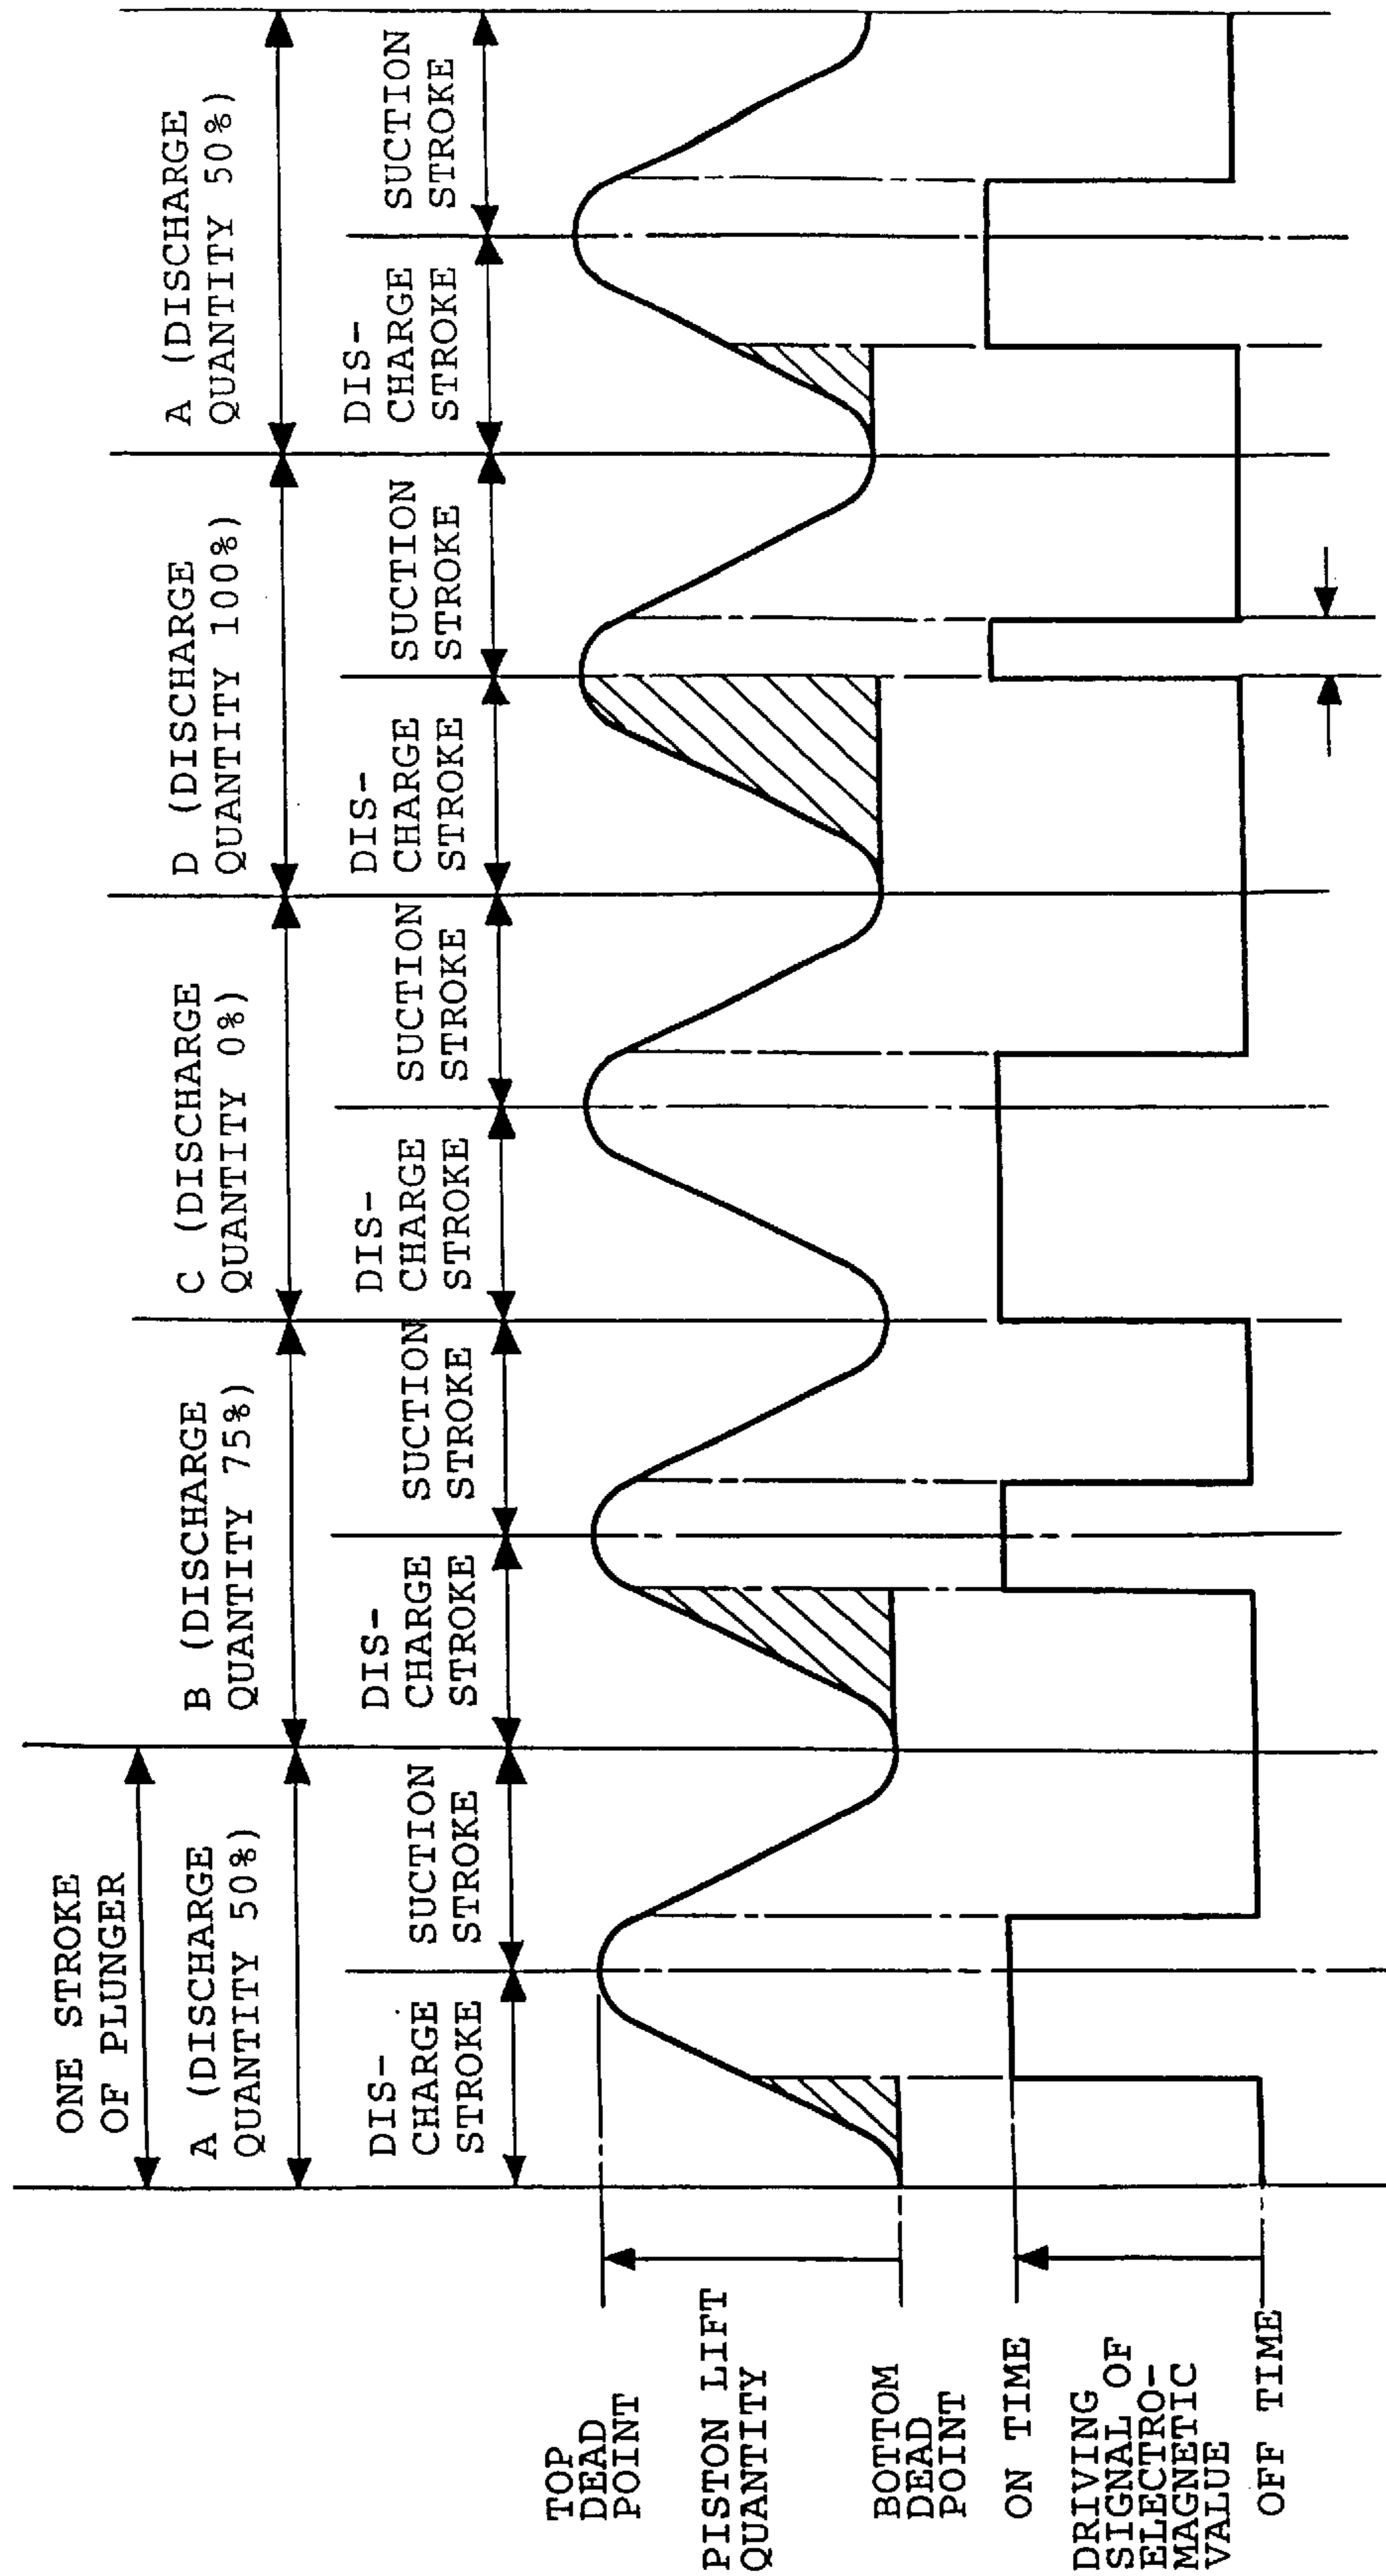 ONE STROKE
OF PLUNGER
A (DISCHARGE
QUANTITY 50%)
B (DISCHARGE
QUANTITY 75%)
C (DISCHARGE
QUANTITY 0%)
D (DISCHARGE
QUANTITY 100%)
A (DISCHARGE
QUANTITY 50%)
DIS-
CHARGE
STROKE
SUCTION
STROKE
DIS-
CHARGE
STROKE
SUCTION
STROKE
DIS-
CHARGE
STROKE
SUCTION
STROKE
DIS-
CHARGE
STROKE
SUCTION
STROKE
DIS-
CHARGE
STROKE
SUCTION
STROKE
TOP
DEAD
POINT
PISTON LIFT
QUANTITY
BOTTOM
DEAD
POINT
ON TIME
DRIVING
SIGNAL OF
ELECTRO-
MAGNETIC
VALUE
OFF TIME